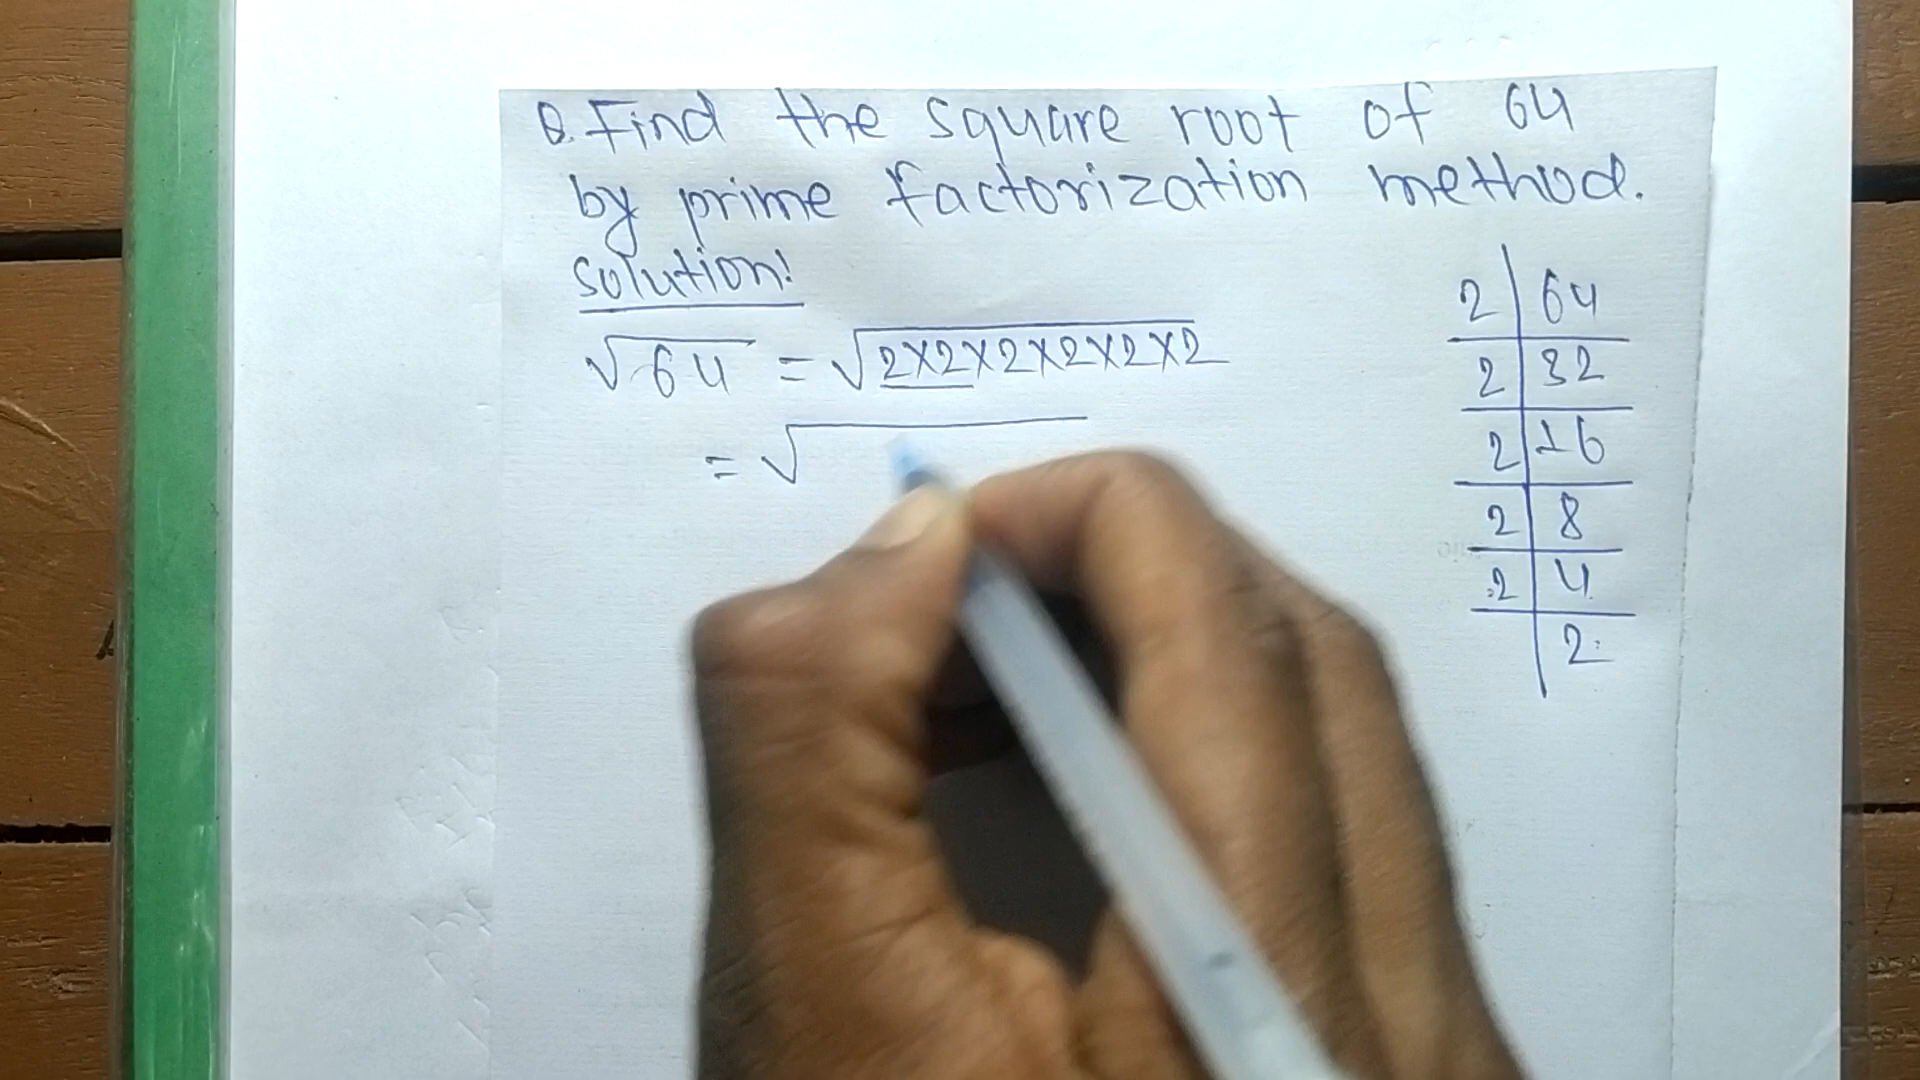 Q. Find the square root of 64
by prime factorization method.
solution:
√64 = √2×2×2×2×2×2
= √
2 | 64
2 | 32
2 | 16
2 | 8
2 | 4
2